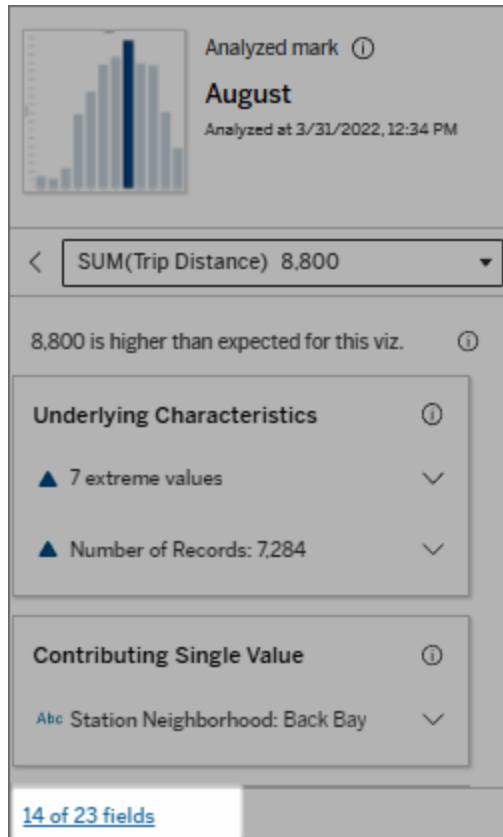 Analyzed mark
August
Analyzed at 3/31/2022, 12:34 PM
SUM(Trip Distance) 8,800
8,800 is higher than expected for this viz.
Underlying Characteristics
7 extreme values
Number of Records: 7,284
Contributing Single Value
Abc Station Neighborhood: Back Bay
14 of 23 fields